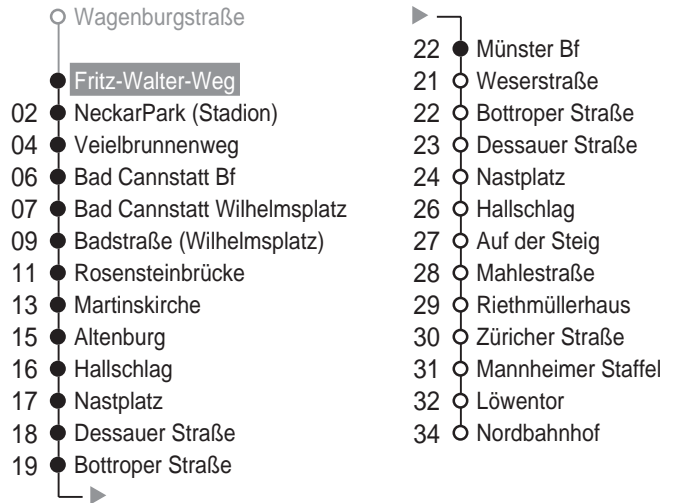 Wagenburgstraße
Fritz-Walter-Weg
02 NeckarPark (Stadion)
04 Veielbrunnenweg
06 Bad Cannstatt Bf
07 Bad Cannstatt Wilhelmsplatz
09 Badstraße (Wilhelmsplatz)
11 Rosensteinbrücke
13 Martinskirche
15 Altenburg
16 Hallschlag
17 Nastplatz
18 Dessauer Straße
19 Bottroper Straße
22 Münster Bf
21 Weserstraße
22 Bottroper Straße
23 Dessauer Straße
24 Nastplatz
26 Hallschlag
27 Auf der Steig
28 Mahlestraße
29 Riethmüllerhaus
30 Züricher Straße
31 Mannheimer Staffel
32 Löwentor
34 Nordbahnhof